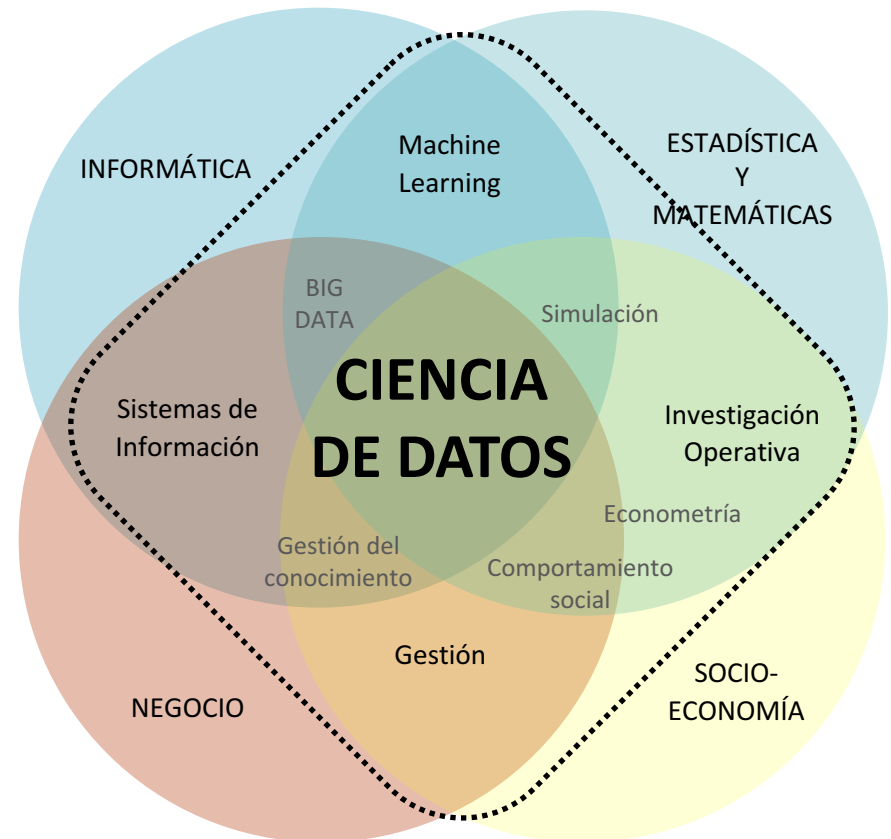 INFORMÁTICA
Machine
Learning
ESTADÍSTICA
Y
MATEMÁTICAS
BIG
DATA
Simulación
CIENCIA
DE DATOS
Sistemas de
Información
Investigación
Operativa
Econometría
Gestión del
conocimiento
Comportamiento
social
Gestión
NEGOCIO
SOCIO-
ECONOMÍA